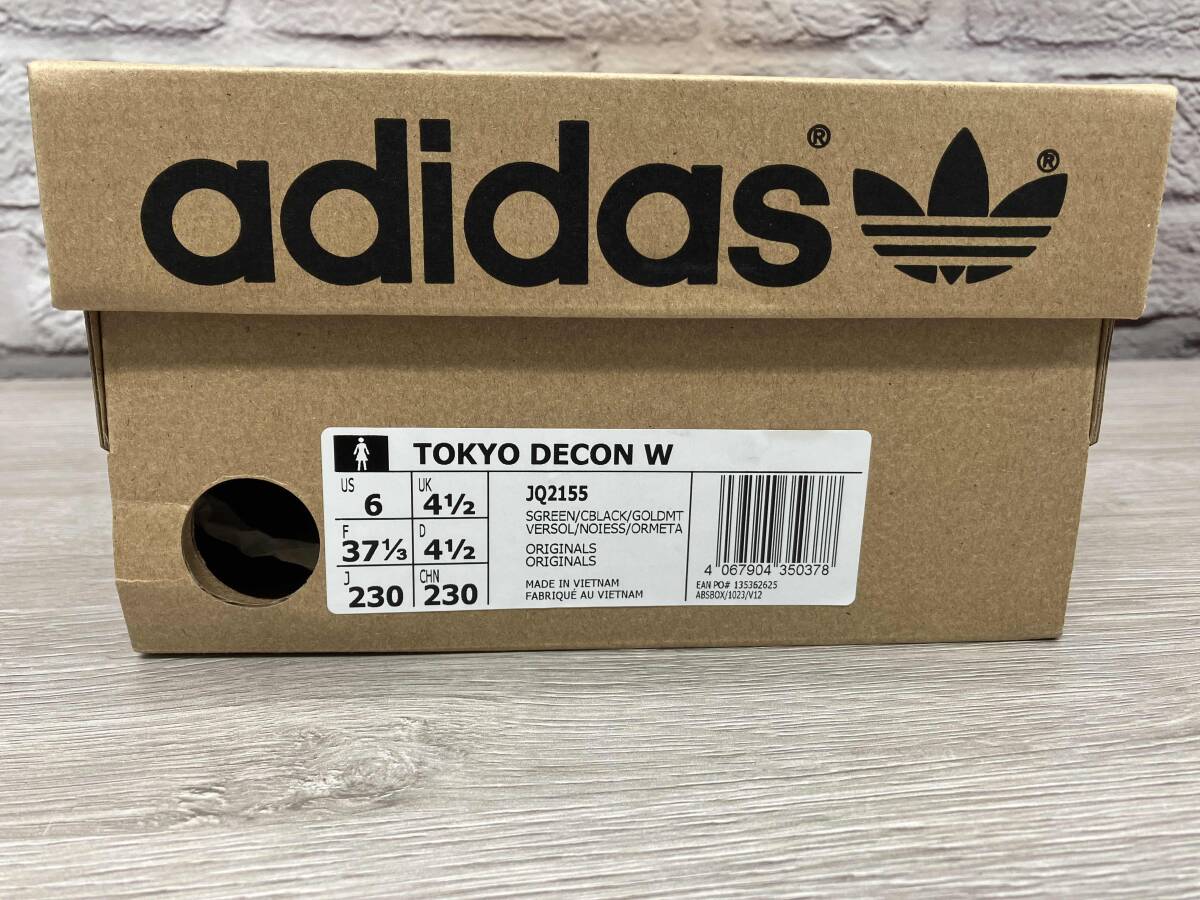 adidas®
®
TOKYO DECON W
US 6 UK 4½
F 37⅓ D 4½
J 230 CHN 230
JQ2155
SGREEN/CBLACK/GOLDMT
VERSOL/NOIESS/ORMETA
ORIGINALS
ORIGINALS
MADE IN VIETNAM
FABRIQUÉ AU VIETNAM
4 067904 350378
EAN PO# 135362625
ABSBOX/1023/V12